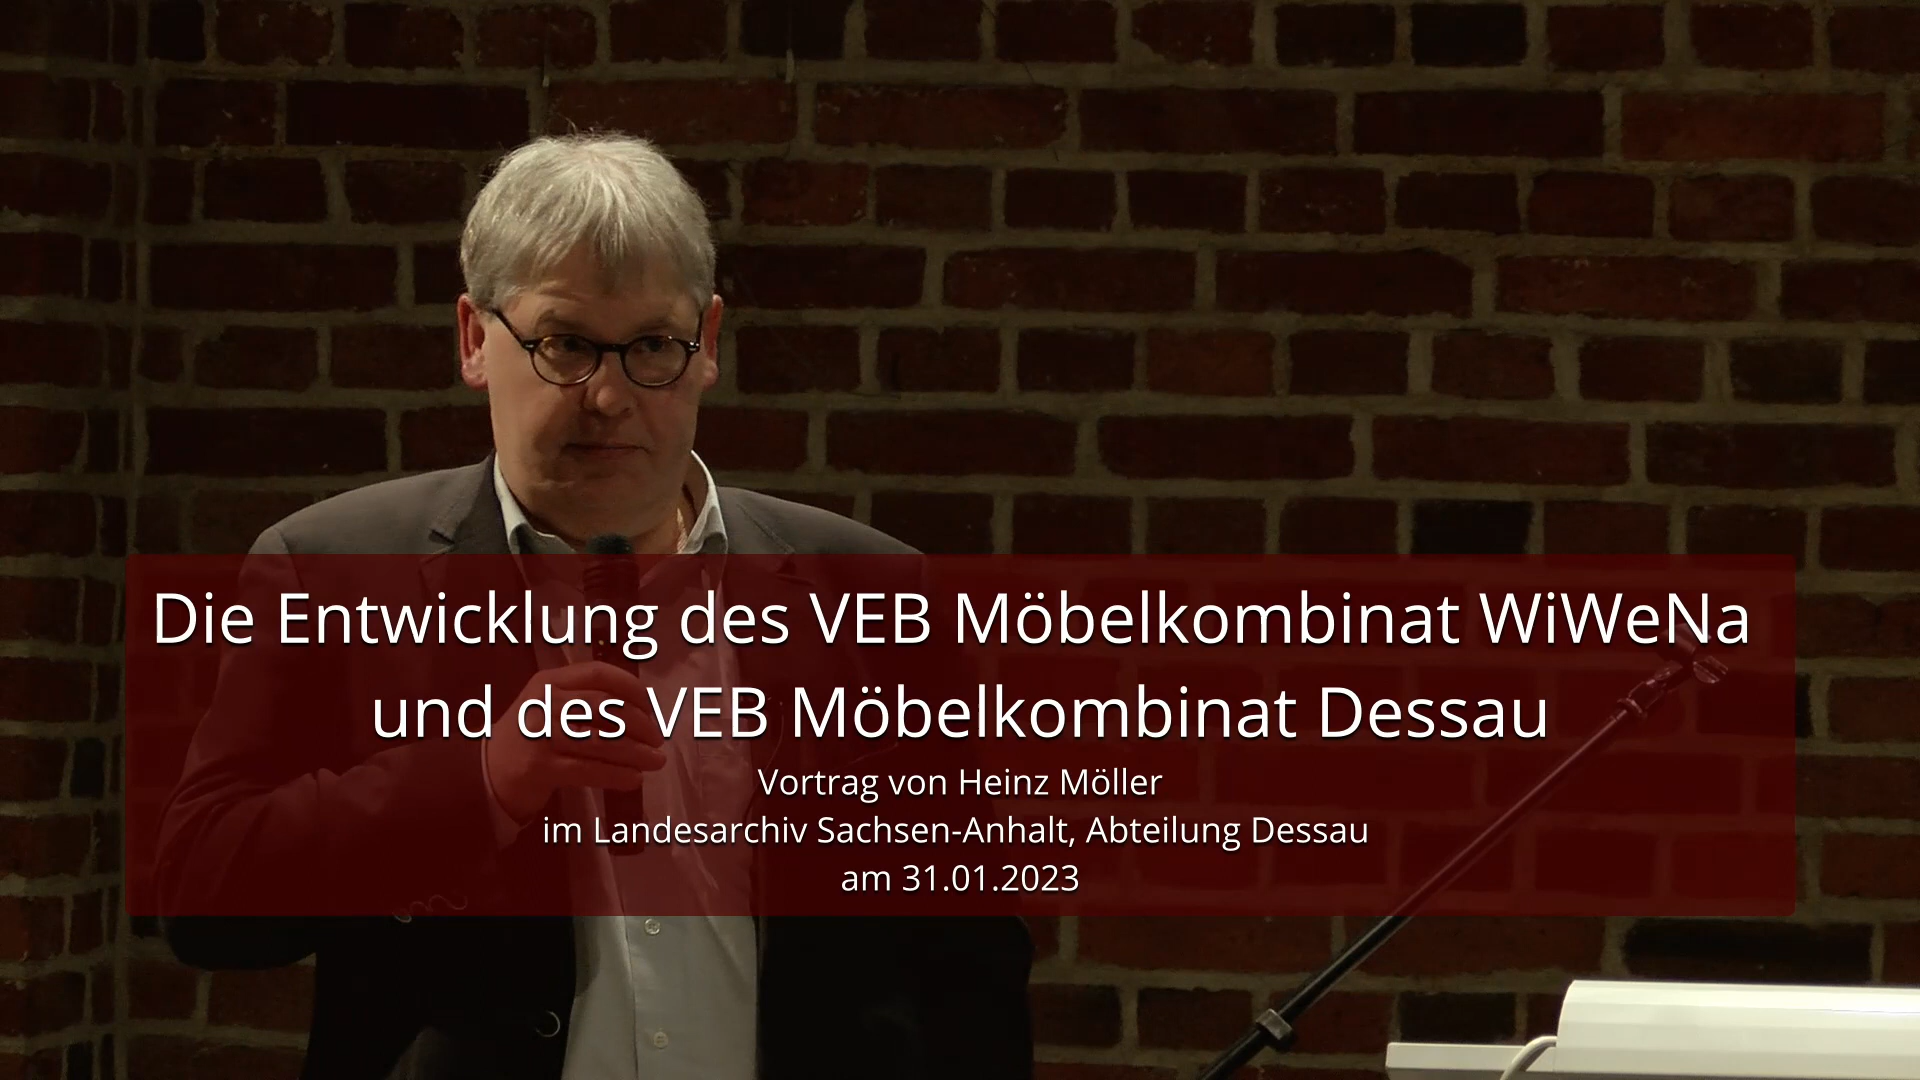 Die Entwicklung des VEB Möbelkombinat WiWeNa
und des VEB Möbelkombinat Dessau
Vortrag von Heinz Möller
im Landesarchiv Sachsen-Anhalt, Abteilung Dessau
am 31.01.2023